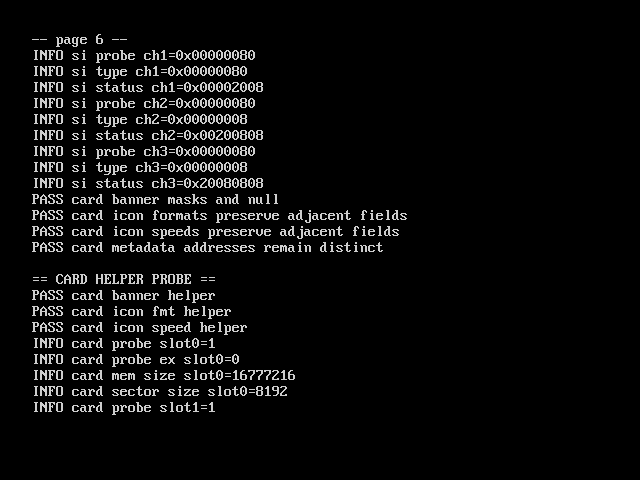 -- page 6 --
INFO si probe ch1=0x00000080
INFO si type ch1=0x00000080
INFO si status ch1=0x00002008
INFO si probe ch2=0x00000080
INFO si type ch2=0x00000008
INFO si status ch2=0x00200808
INFO si probe ch3=0x00000080
INFO si type ch3=0x00000008
INFO si status ch3=0x20080808
PASS card banner masks and null
PASS card icon formats preserve adjacent fields
PASS card icon speeds preserve adjacent fields
PASS card metadata addresses remain distinct
== CARD HELPER PROBE ==
PASS card banner helper
PASS card icon fmt helper
PASS card icon speed helper
INFO card probe slot0=1
INFO card probe ex slot0=0
INFO card mem size slot0=16777216
INFO card sector size slot0=8192
INFO card probe slot1=1